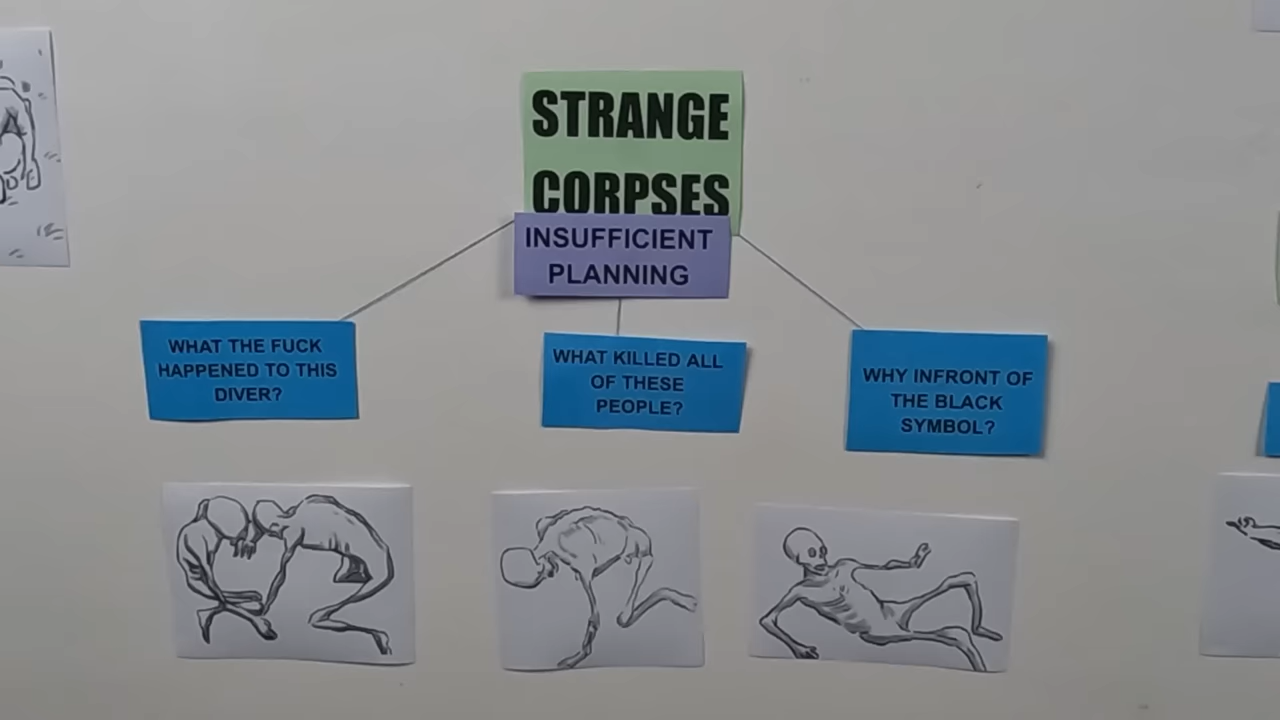 STRANGE
CORPSES
INSUFFICIENT
PLANNING
WHAT THE FUCK
HAPPENED TO THIS
DIVER?
WHAT KILLED ALL
OF THESE
PEOPLE?
WHY INFRONT OF
THE BLACK
SYMBOL?